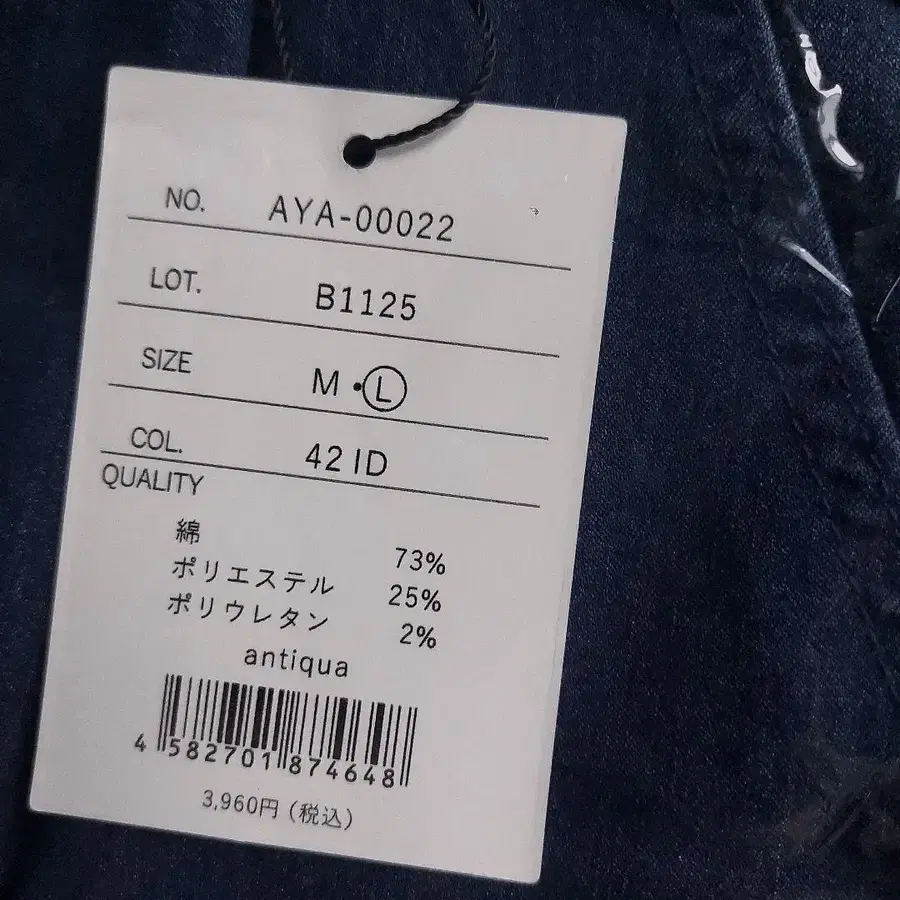 NO. AYA-00022
LOT. B1125
SIZE M・Ⓛ
COL. 42 ID
QUALITY
綿 73%
ポリエステル 25%
ポリウレタン 2%
antiqua
4 582701 874648
3,960円（税込）